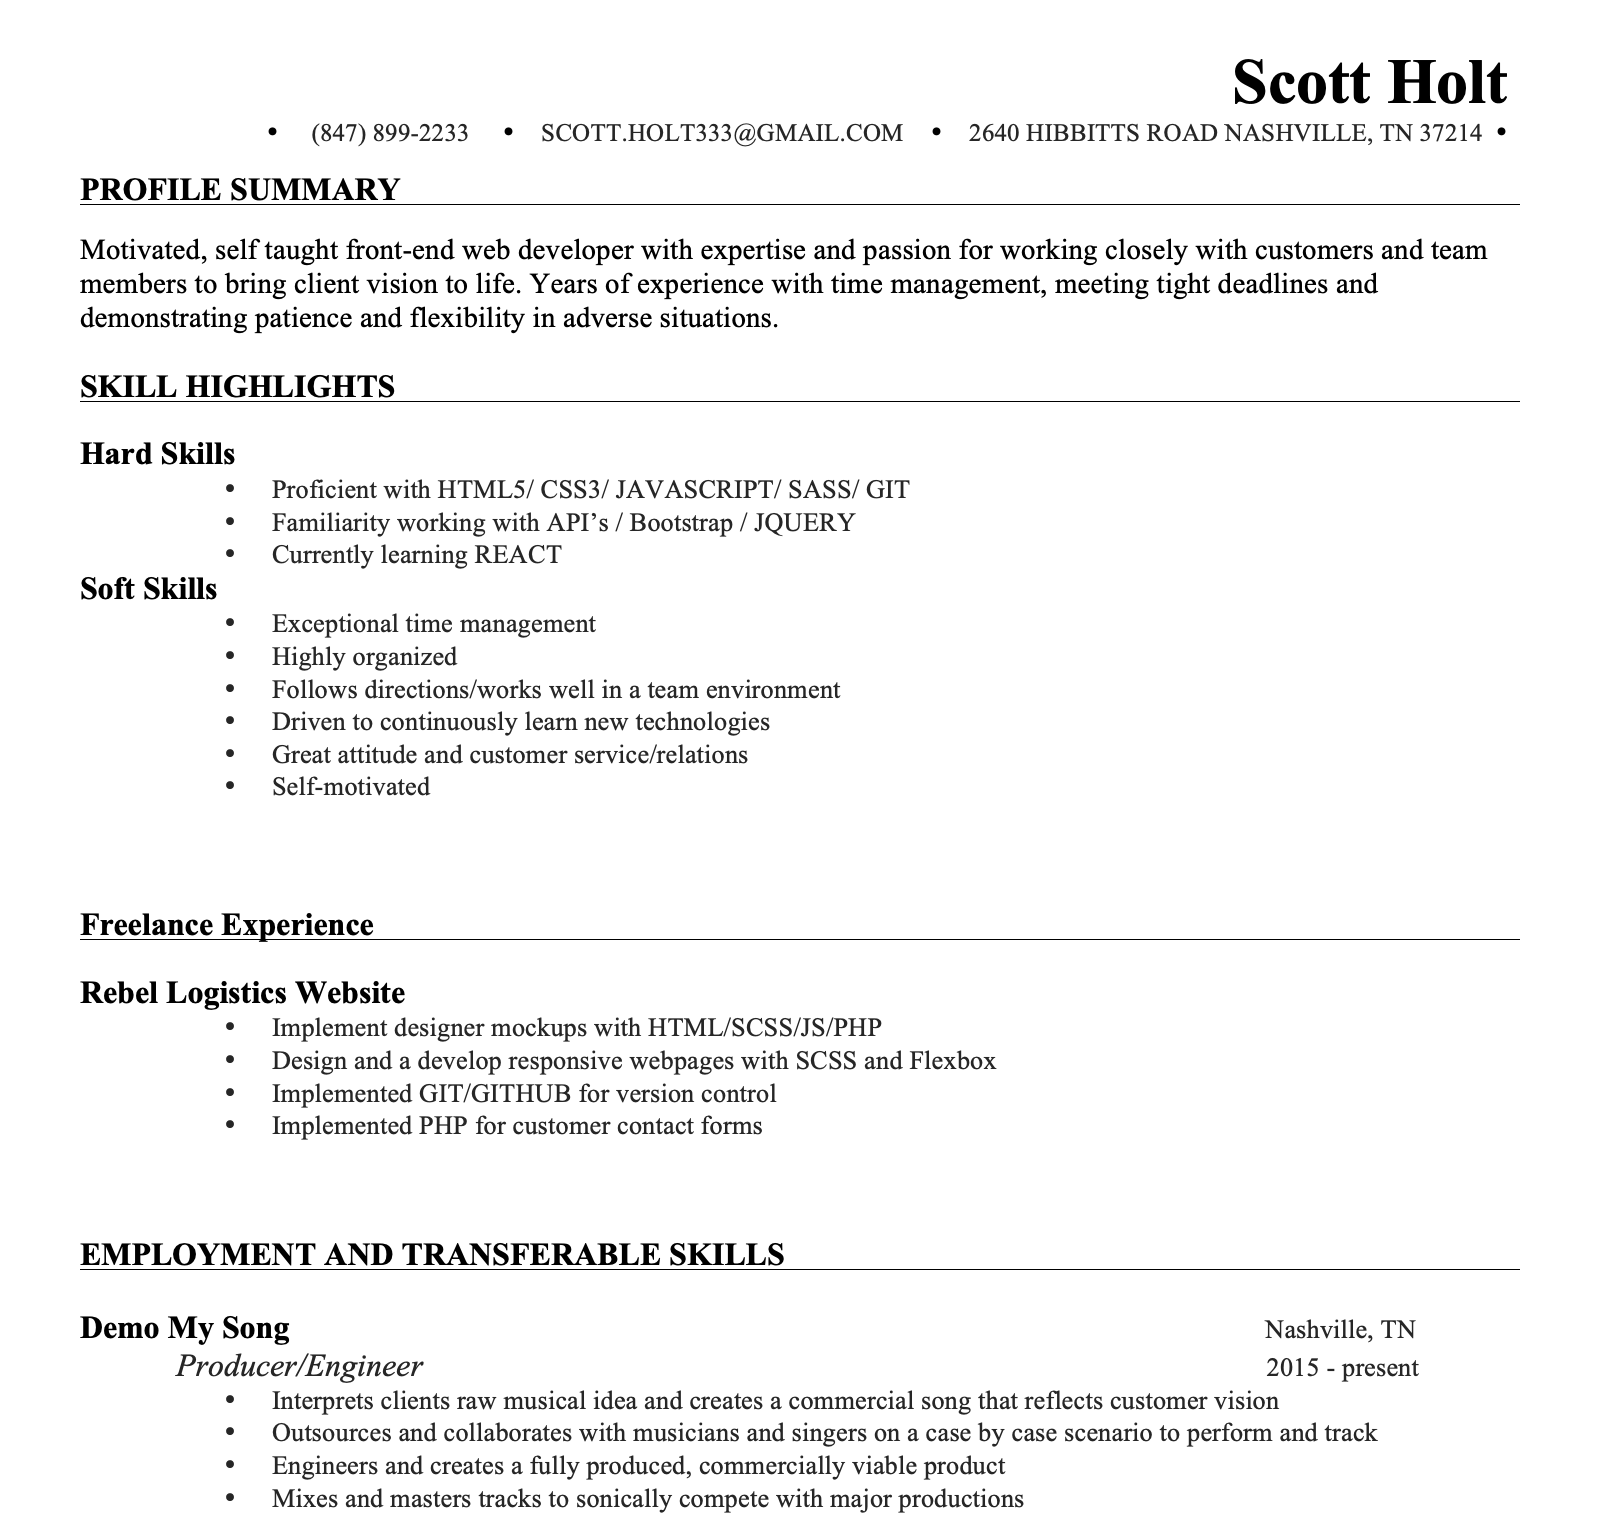 Scott Holt
• (847) 899-2233 • SCOTT.HOLT333@GMAIL.COM • 2640 HIBBITTS ROAD NASHVILLE, TN 37214 •
PROFILE SUMMARY
Motivated, self taught front-end web developer with expertise and passion for working closely with customers and team
members to bring client vision to life. Years of experience with time management, meeting tight deadlines and
demonstrating patience and flexibility in adverse situations.
SKILL HIGHLIGHTS
Hard Skills
• Proficient with HTML5/ CSS3/ JAVASCRIPT/ SASS/ GIT
• Familiarity working with API’s / Bootstrap / JQUERY
• Currently learning REACT
Soft Skills
• Exceptional time management
• Highly organized
• Follows directions/works well in a team environment
• Driven to continuously learn new technologies
• Great attitude and customer service/relations
• Self-motivated
Freelance Experience
Rebel Logistics Website
• Implement designer mockups with HTML/SCSS/JS/PHP
• Design and a develop responsive webpages with SCSS and Flexbox
• Implemented GIT/GITHUB for version control
• Implemented PHP for customer contact forms
EMPLOYMENT AND TRANSFERABLE SKILLS
Demo My Song Nashville, TN
Producer/Engineer 2015 - present
• Interprets clients raw musical idea and creates a commercial song that reflects customer vision
• Outsources and collaborates with musicians and singers on a case by case scenario to perform and track
• Engineers and creates a fully produced, commercially viable product
• Mixes and masters tracks to sonically compete with major productions